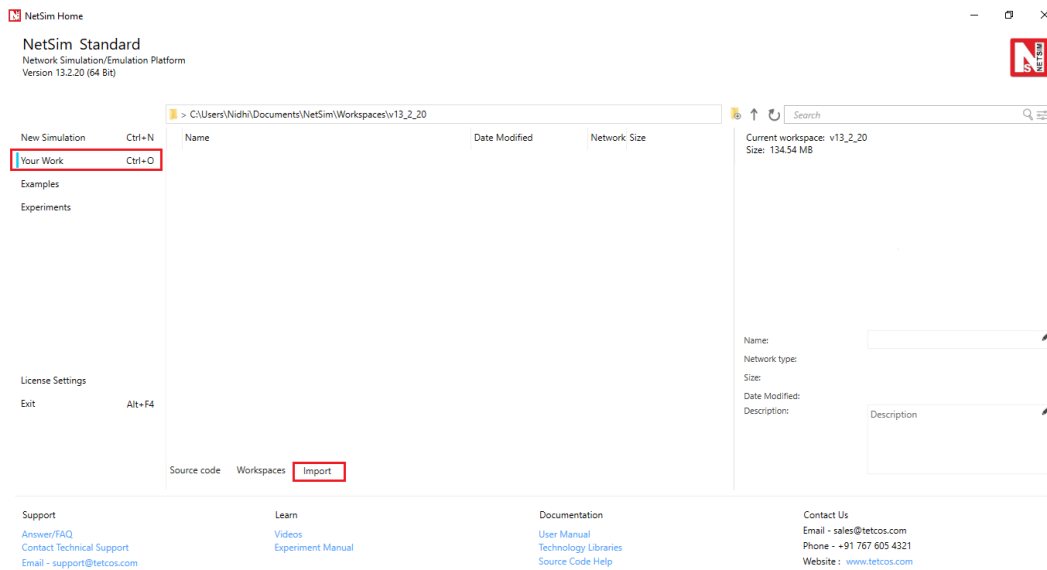 NetSim Home
NetSim Standard
Network Simulation/Emulation Platform
Version 13.2.20 (64 Bit)
NS
NETSIM
> C:\Users\Nidhi\Documents\NetSim\Workspaces\v13_2_20
Search
New Simulation Ctrl+N
Your Work Ctrl+O
Examples
Experiments
License Settings
Exit Alt+F4
Name Date Modified Network Size
Current workspace: v13_2_20
Size: 134.54 MB
Name:
Network type:
Size:
Date Modified:
Description: Description
Source code Workspaces Import
Support
Answer/FAQ
Contact Technical Support
Email - support@tetcos.com
Learn
Videos
Experiment Manual
Documentation
User Manual
Technology Libraries
Source Code Help
Contact Us
Email - sales@tetcos.com
Phone - +91 767 605 4321
Website : www.tetcos.com